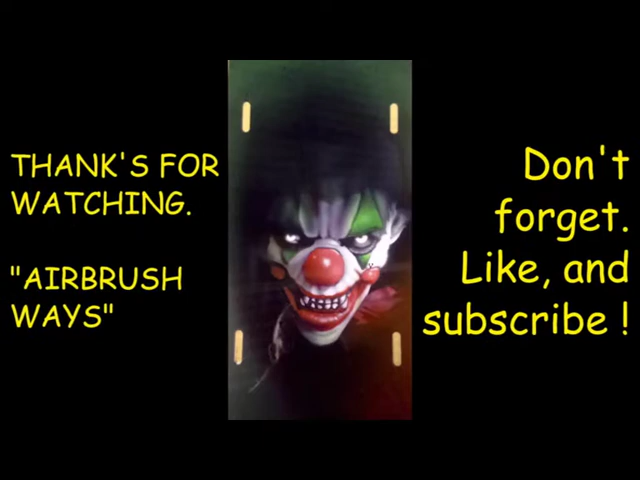 THANK'S FOR
WATCHING.
"AIRBRUSH
WAYS"
Don't
forget.
Like, and
subscribe !